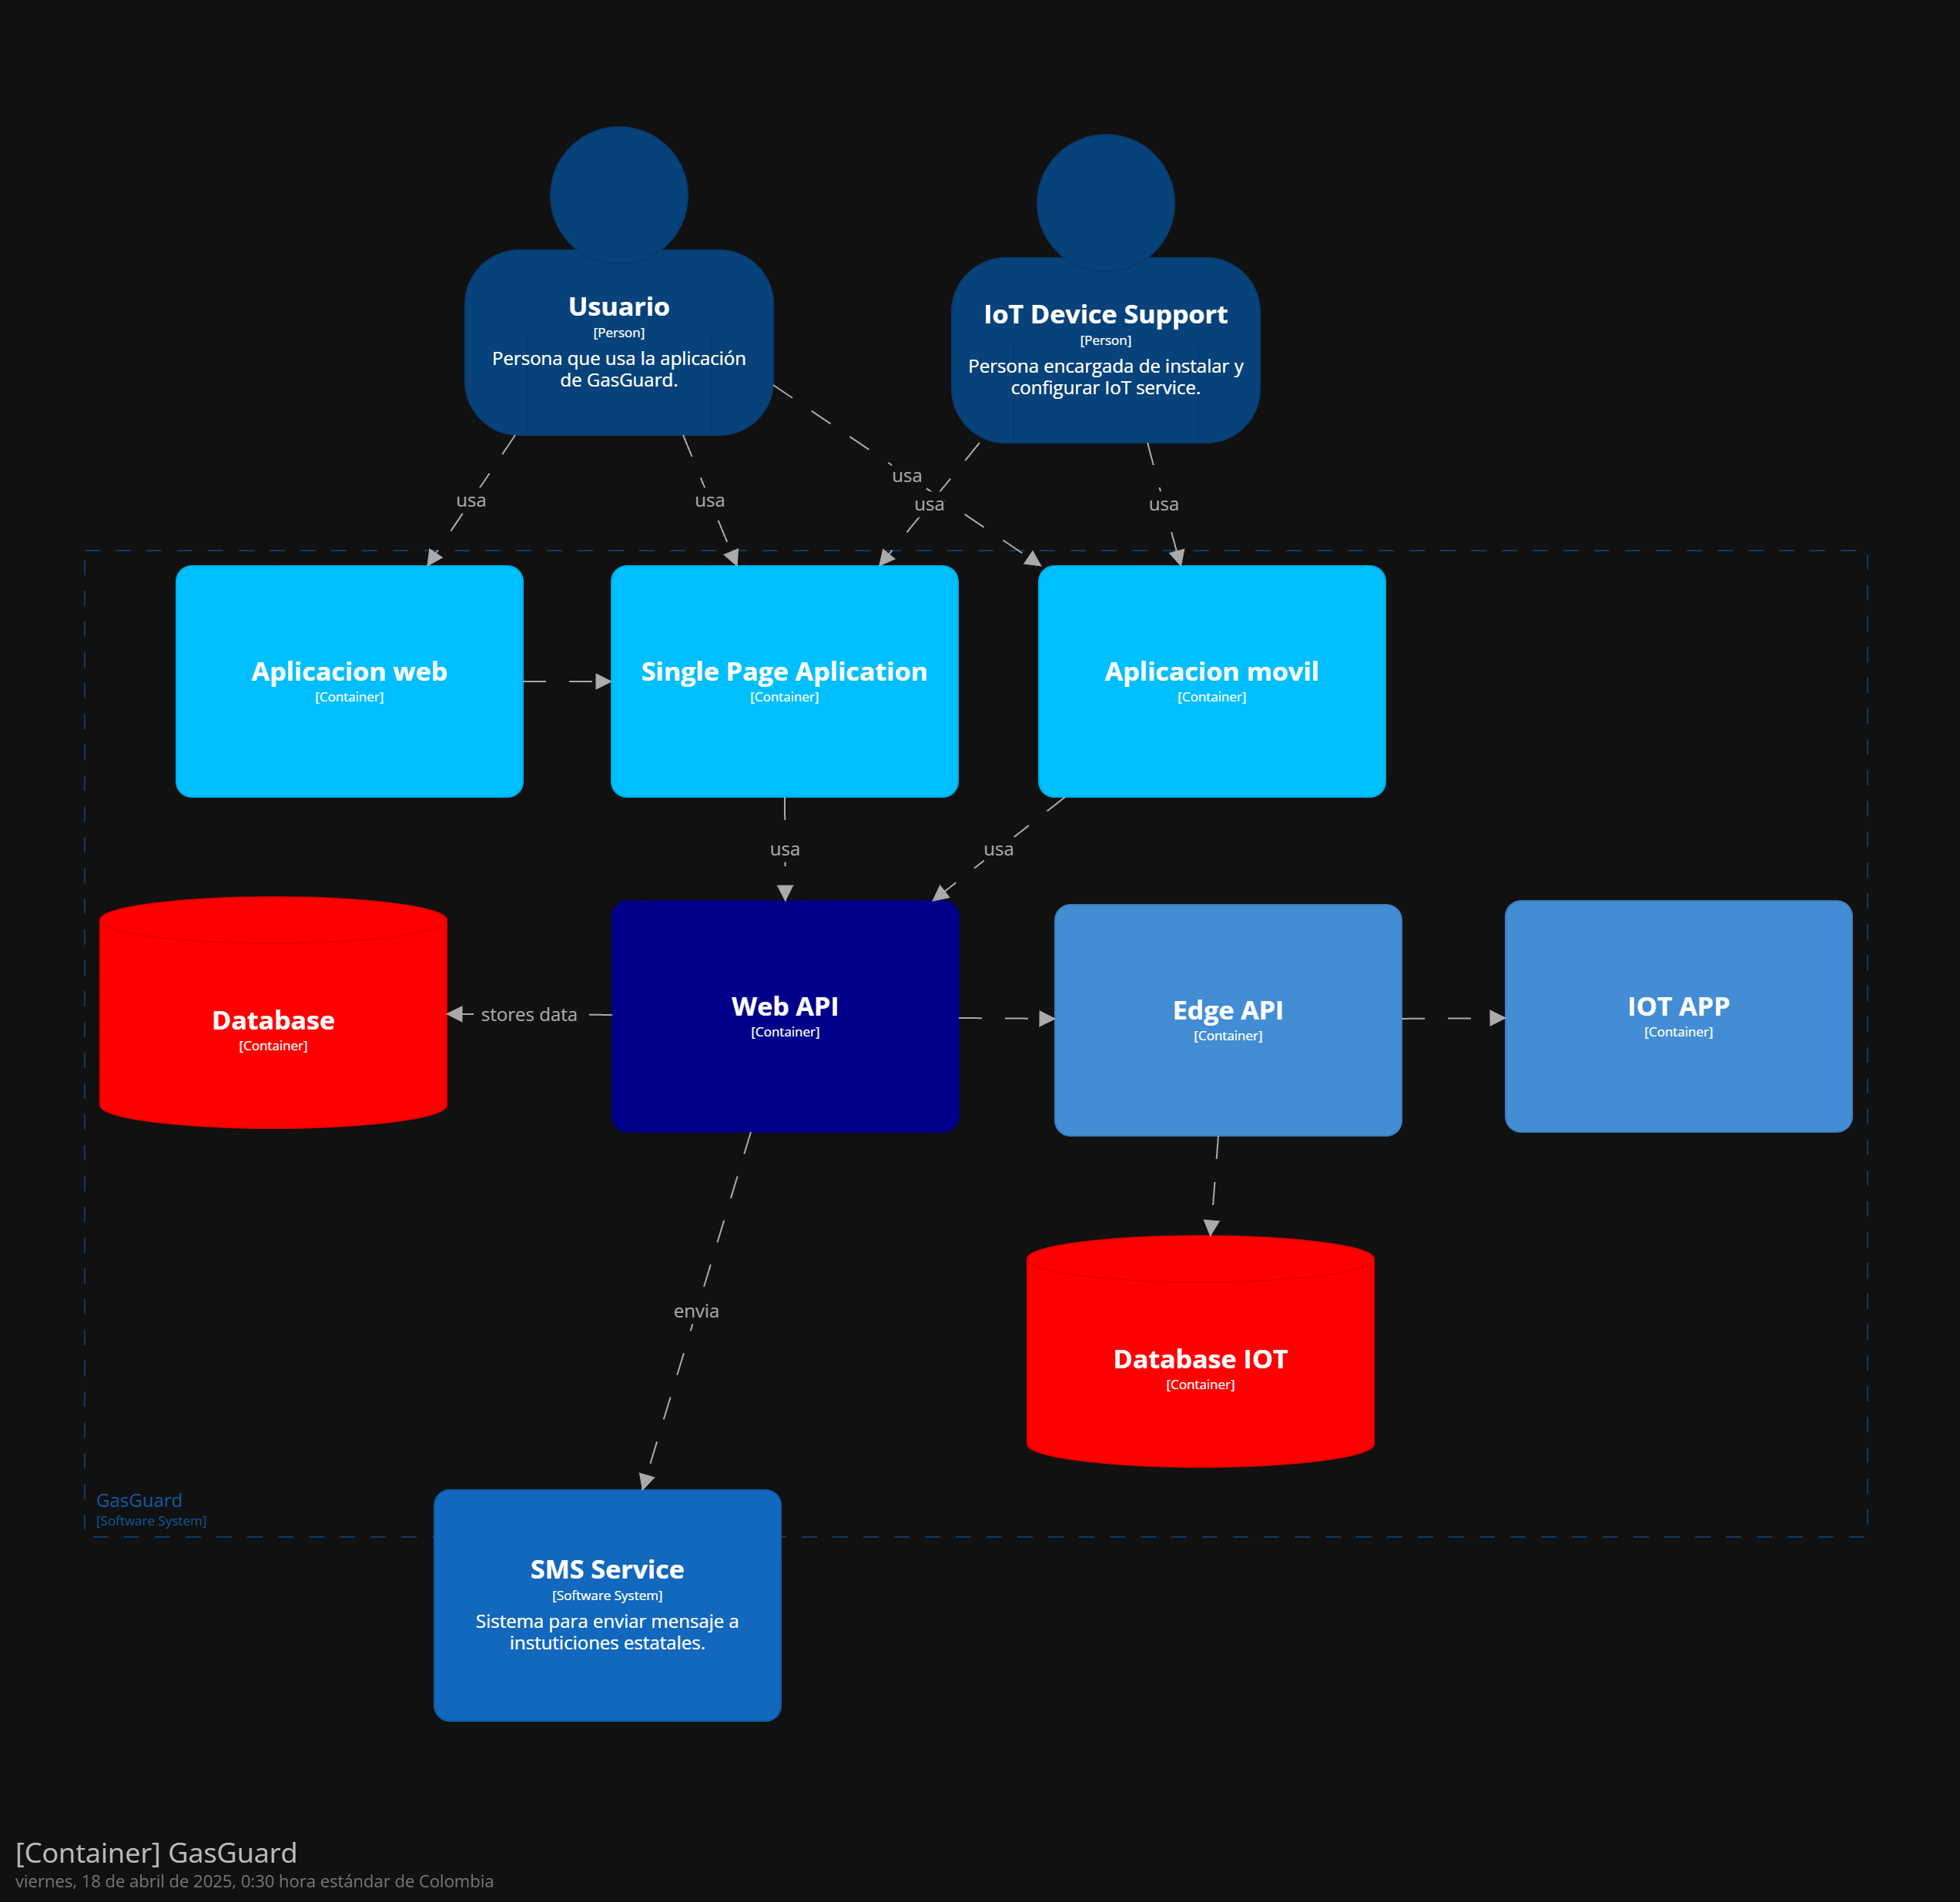 Usuario
[Person]
Persona que usa la aplicación
de GasGuard.
IoT Device Support
[Person]
Persona encargada de instalar y
configurar IoT service.
usa
usa
usa
usa
usa
Aplicacion web
[Container]
Single Page Aplication
[Container]
Aplicacion movil
[Container]
usa
usa
Database
[Container]
stores data
Web API
[Container]
Edge API
[Container]
IOT APP
[Container]
envia
Database IOT
[Container]
GasGuard
[Software System]
SMS Service
[Software System]
Sistema para enviar mensaje a
instuticiones estatales.
[Container] GasGuard
viernes, 18 de abril de 2025, 0:30 hora estándar de Colombia